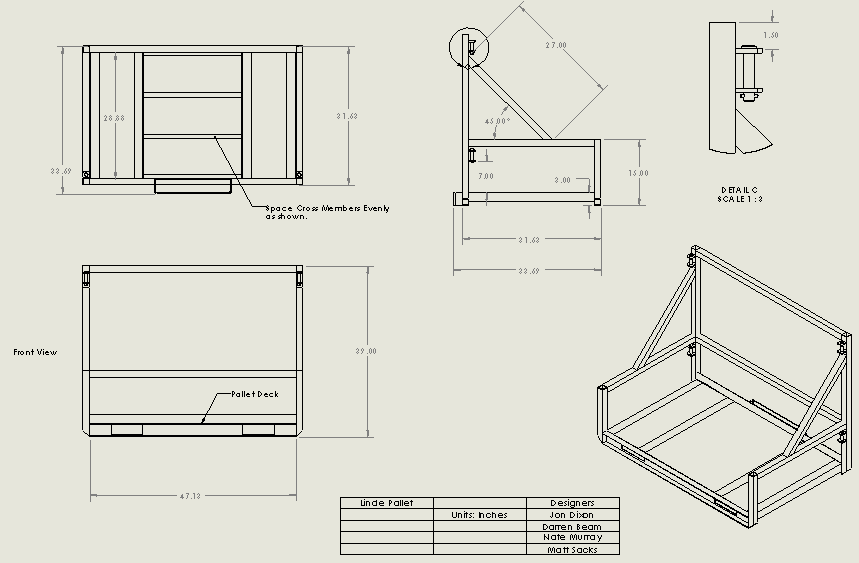 27.00
1.50
28.88
31.63
45.00°
33.69
7.00
3.00
15.00
DETAIL C
SCALE 1 : 3
Space Cross Members Evenly
as shown.
31.63
33.69
Front View
39.00
Pallet Deck
47.13
Linde Pallet
Designers
Units: Inches
Jon Dixon
Darren Beam
Nate Murray
Matt Sacks